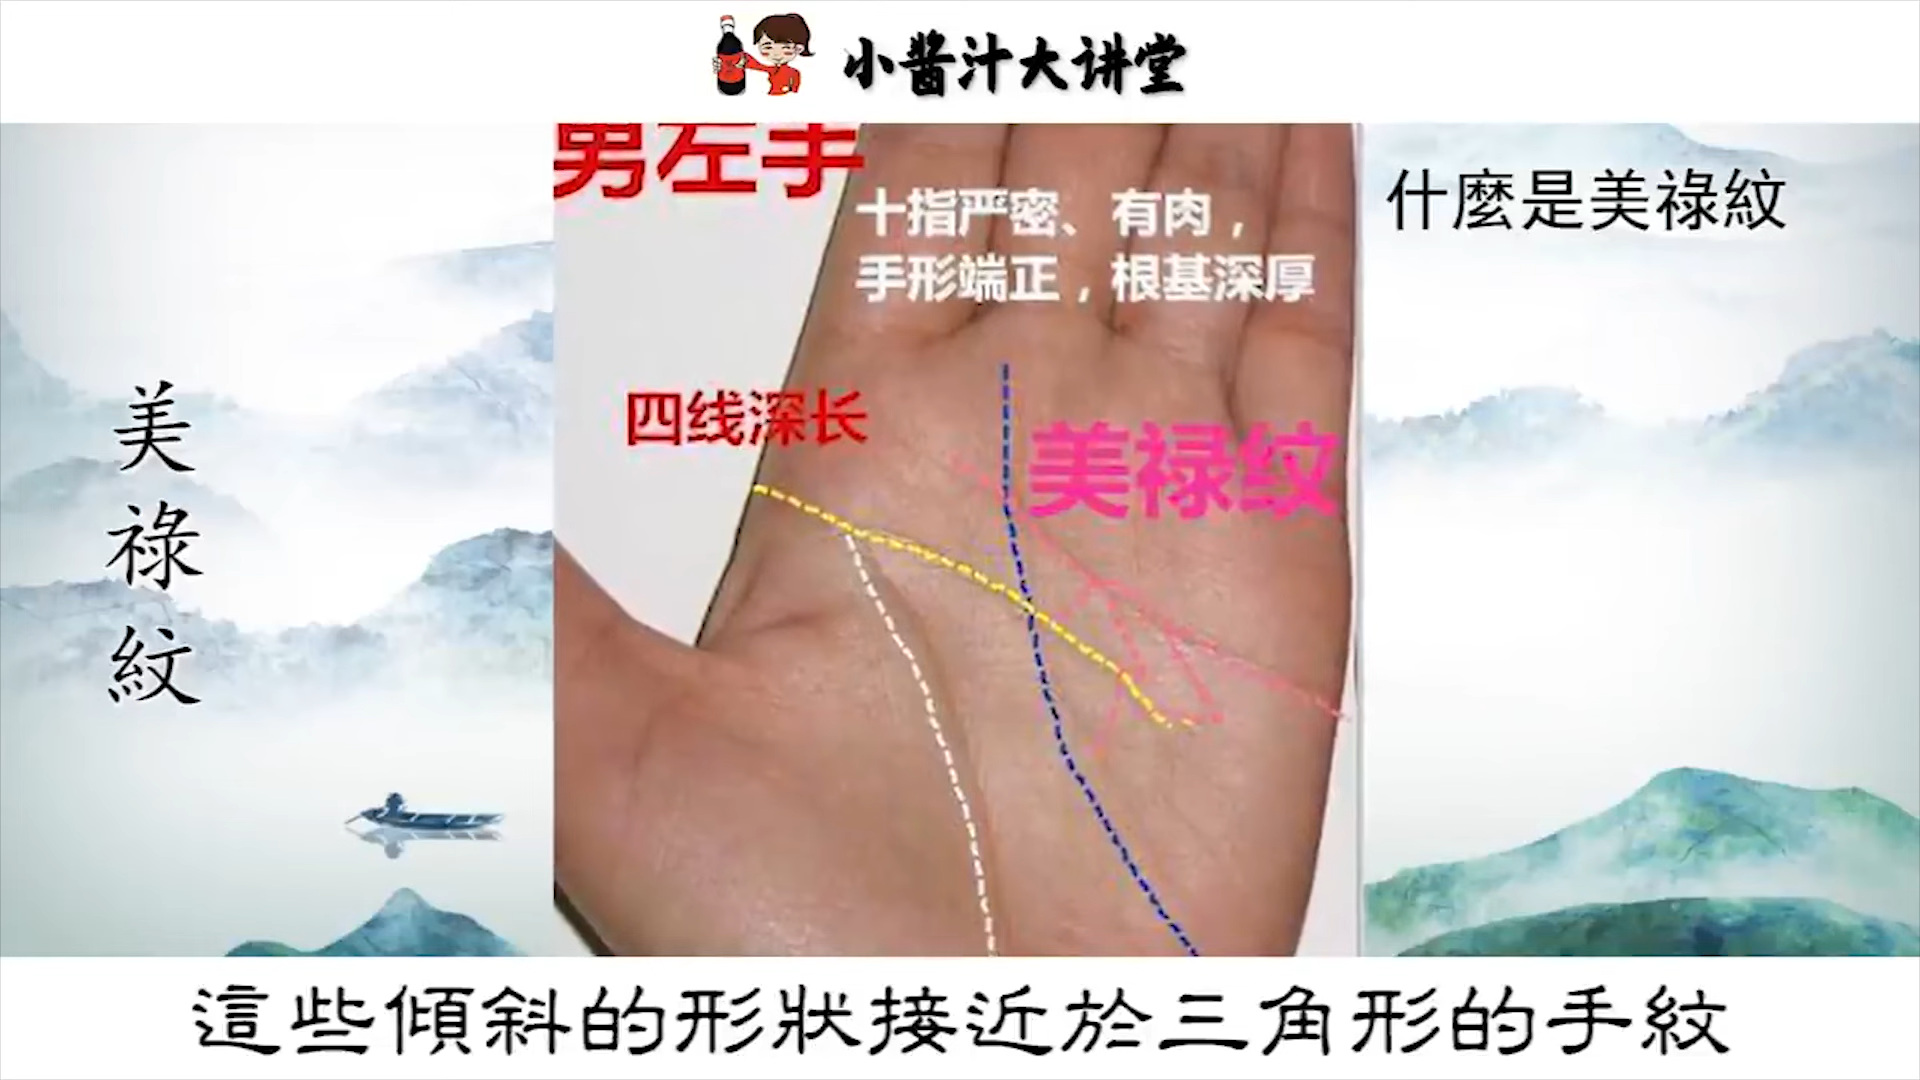 小酱汁大讲堂
男左手
十指严密、有肉，
手形端正，根基深厚
什麼是美祿紋
四线深长
美禄纹
美祿紋
這些傾斜的形狀接近於三角形的手紋